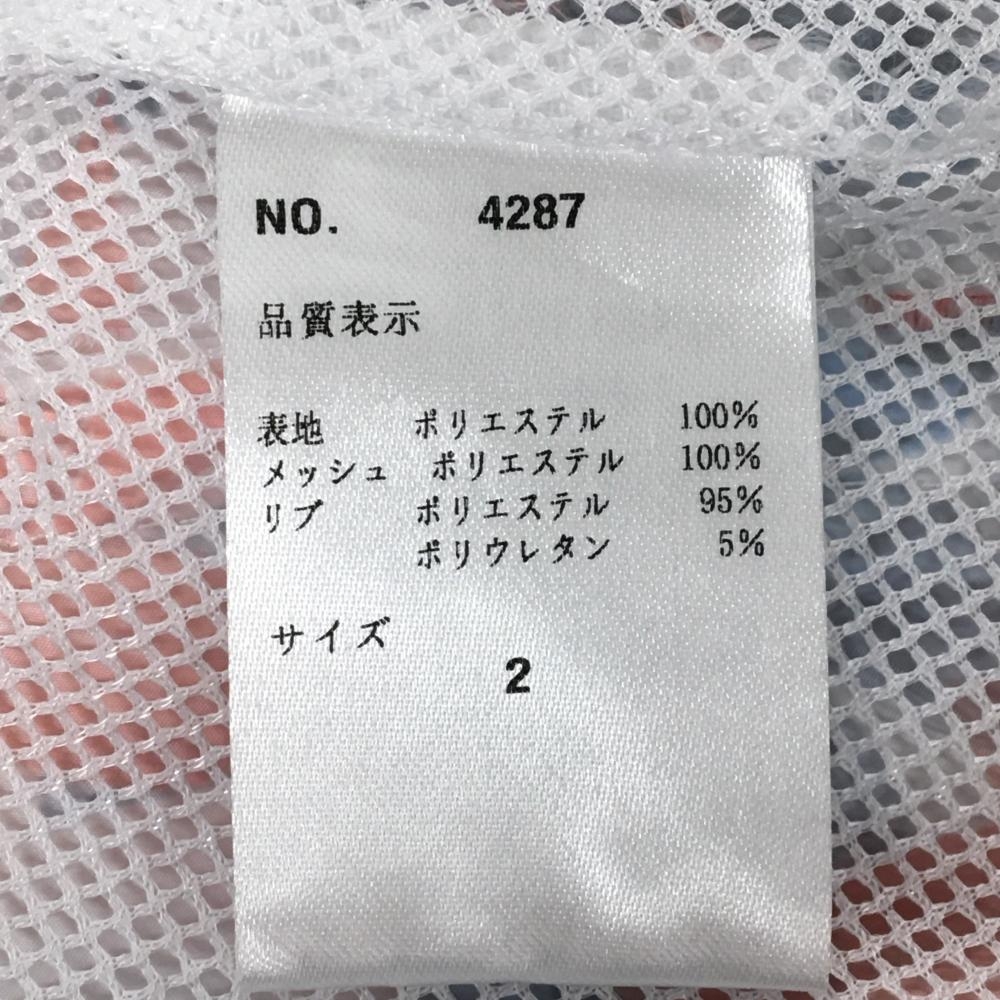 NO. 4287
品質表示
表地 ポリエステル 100%
メッシュ ポリエステル 100%
リブ ポリエステル 95%
ポリウレタン 5%
サイズ
2